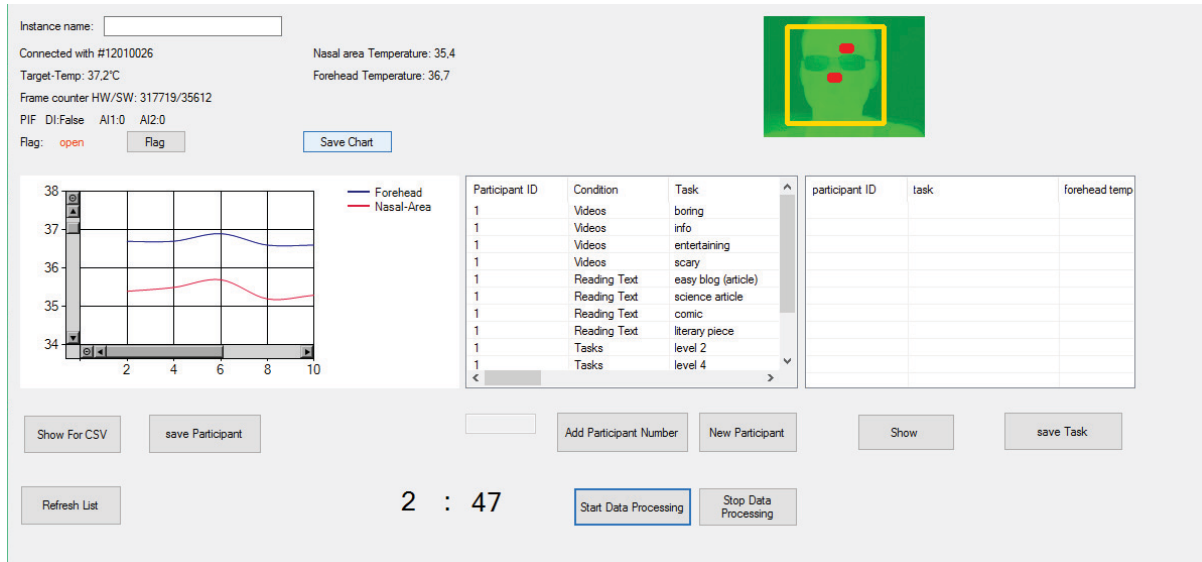 Instance name:
Connected with #12010026
Nasal area Temperature: 35,4
Target-Temp: 37,2°C
Forehead Temperature: 36,7
Frame counter HW/SW: 317719/35612
PIF DI:False AI1:0 AI2:0
Flag: open Flag Save Chart
38
37
36
35
34
2 4 6 8 10
Forehead
Nasal-Area
Participant ID Condition Task
1 Videos boring
1 Videos info
1 Videos entertaining
1 Videos scary
1 Reading Text easy blog (article)
1 Reading Text science article
1 Reading Text comic
1 Reading Text literary piece
1 Tasks level 2
1 Tasks level 4
participant ID task forehead temp
Show For CSV save Participant Add Participant Number New Participant Show save Task
Refresh List 2 : 47 Start Data Processing Stop Data
Processing